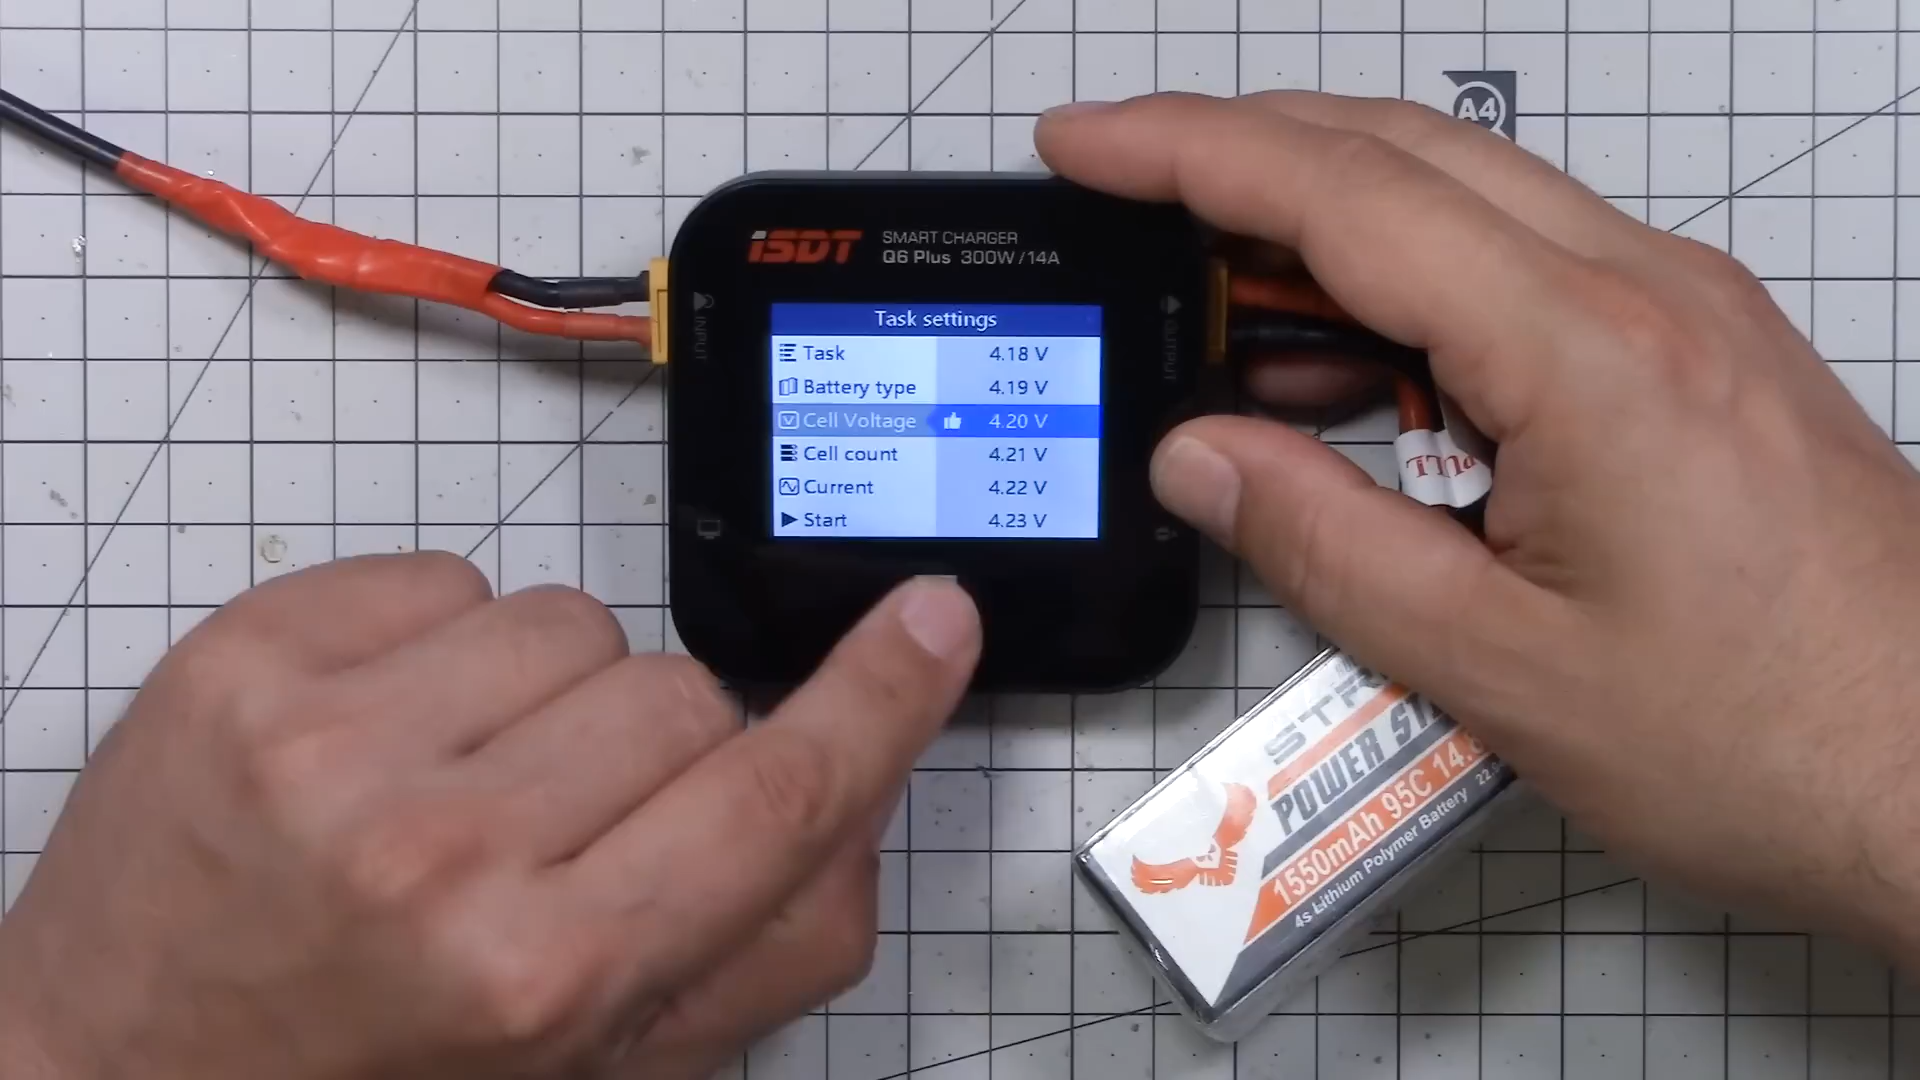 A4
iSDT SMART CHARGER
Q6 Plus 300W/14A
INPUT
OUTPUT
Task settings
Task 4.18 V
Battery type 4.19 V
Cell Voltage 4.20 V
Cell count 4.21 V
Current 4.22 V
Start 4.23 V
POWER
1550mAh 95C 14.
4s Lithium Polymer Battery